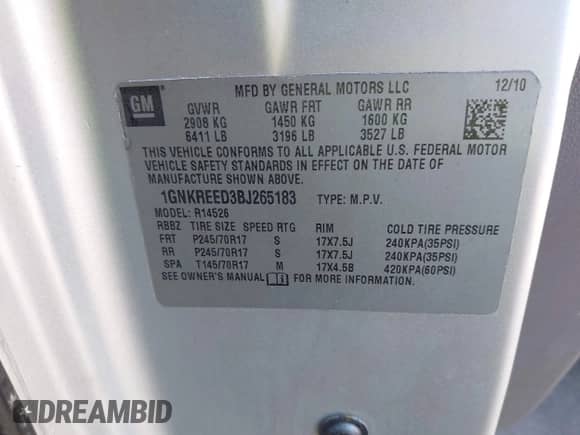 GM
MFD BY GENERAL MOTORS LLC 12/10
GVWR GAWR FRT GAWR RR
2908 KG 1450 KG 1600 KG
6411 LB 3196 LB 3527 LB
THIS VEHICLE CONFORMS TO ALL APPLICABLE U.S. FEDERAL MOTOR
VEHICLE SAFETY STANDARDS IN EFFECT ON THE DATE OF
MANUFACTURE SHOWN ABOVE.
1GNKREED3BJ265183 TYPE: M.P.V.
MODEL: R14526
RBBZ TIRE SIZE SPEED RTG RIM COLD TIRE PRESSURE
FRT P245/70R17 S 17X7.5J 240KPA(35PSI)
RR P245/70R17 S 17X7.5J 240KPA(35PSI)
SPA T145/70R17 M 17X4.5B 420KPA(60PSI)
SEE OWNER'S MANUAL FOR MORE INFORMATION.
DREAMBID